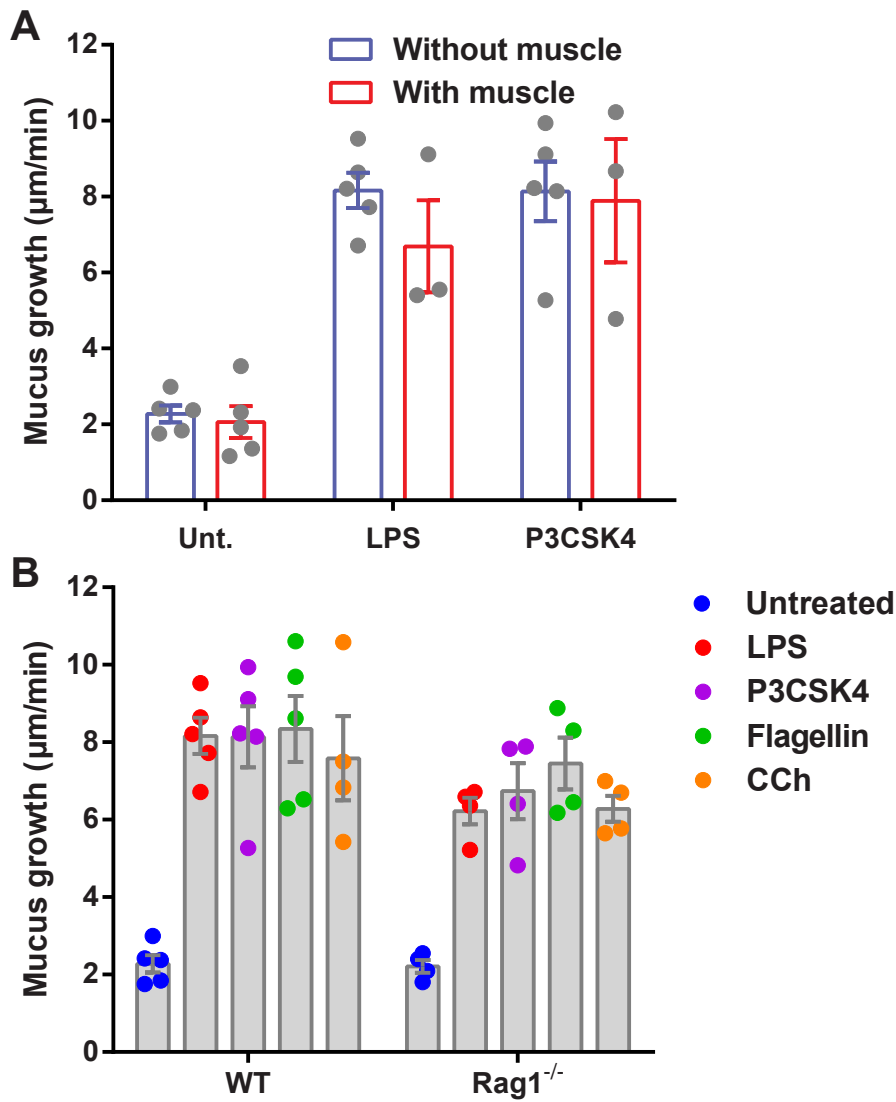 A
12
10
8
6
4
2
0
Mucus growth (µm/min)
Without muscle
With muscle
Unt.
LPS
P3CSK4
B
12
10
8
6
4
2
0
Mucus growth (µm/min)
WT
Rag1-/-
Untreated
LPS
P3CSK4
Flagellin
CCh